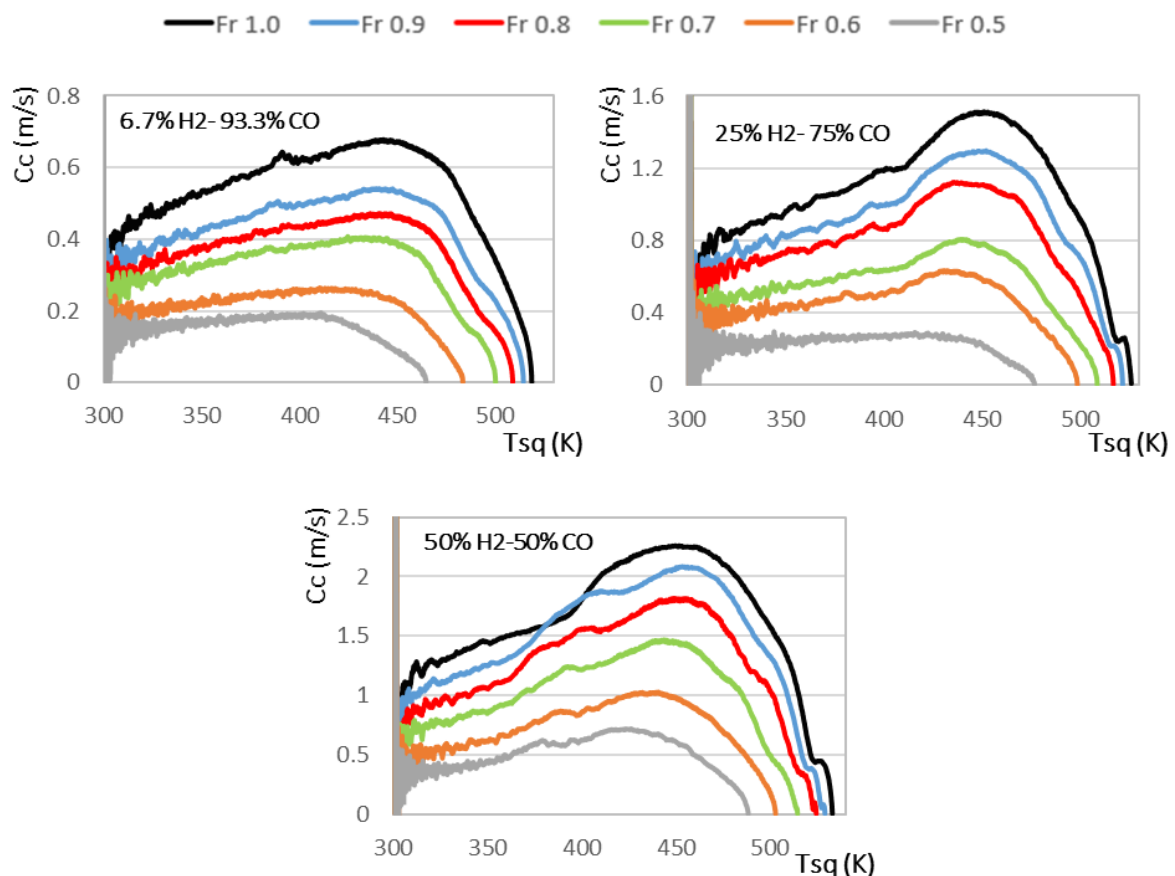 Fr 1.0 Fr 0.9 Fr 0.8 Fr 0.7 Fr 0.6 Fr 0.5
Cc (m/s)
6.7% H2- 93.3% CO
0.8
0.6
0.4
0.2
0
300 350 400 450 500
Tsq (K)
Cc (m/s)
25% H2- 75% CO
1.6
1.2
0.8
0.4
0
300 350 400 450 500
Tsq (K)
Cc (m/s)
50% H2-50% CO
2.5
2
1.5
1
0.5
0
300 350 400 450 500
Tsq (K)